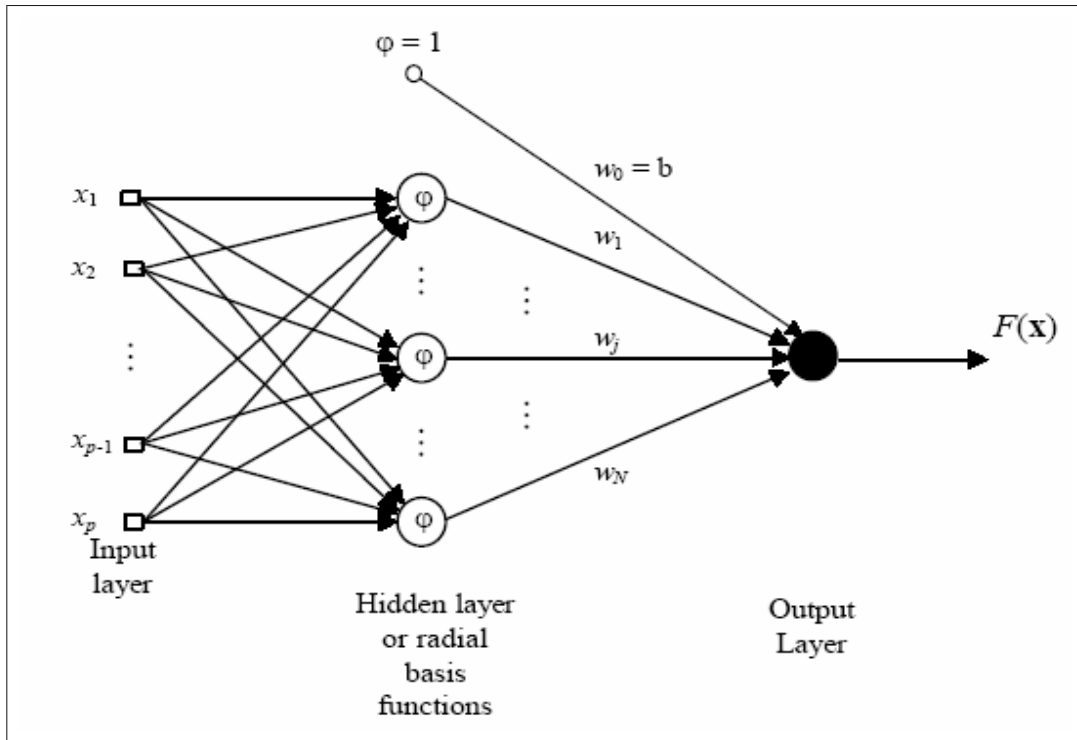 φ = 1
w0 = b
x1
φ
w1
x2
⋮
⋮
F(x)
wj
φ
⋮
⋮
⋮
xp-1
wN
xp
φ
Input
layer
Hidden layer
or radial
basis
functions
Output
Layer